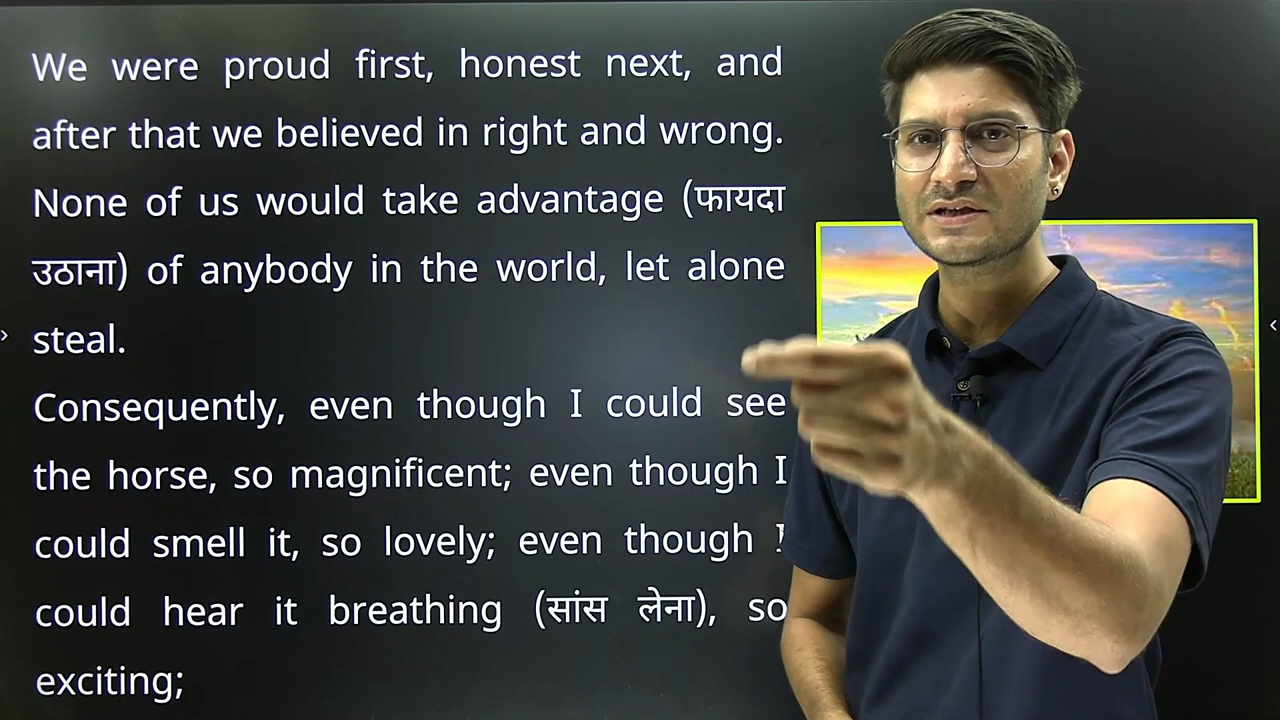 We were proud first, honest next, and
after that we believed in right and wrong.
None of us would take advantage (फायदा
उठाना) of anybody in the world, let alone
steal.
Consequently, even though I could see
the horse, so magnificent; even though I
could smell it, so lovely; even though I
could hear it breathing (सांस लेना), so
exciting;